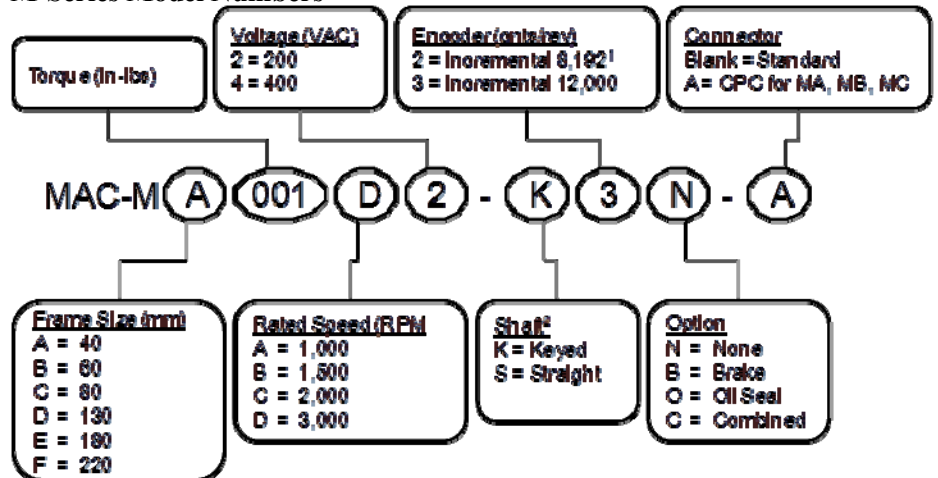 M Series Model Numbers
Torque (in-lbs)
Voltage (VAC)
2 = 200
4 = 400
Encoder (cnts/rev)
2 = Incremental 8,192¹
3 = Incremental 12,000
Connector
Blank = Standard
A = CPC for MA, MB, MC
MAC-M A 001 D 2 - K 3 N - A
Frame Size (mm)
A = 40
B = 60
C = 80
D = 130
E = 180
F = 220
Rated Speed (RPM
A = 1,000
B = 1,500
C = 2,000
D = 3,000
Shaft²
K = Keyed
S = Straight
Option
N = None
B = Brake
O = Oil Seal
C = Combined